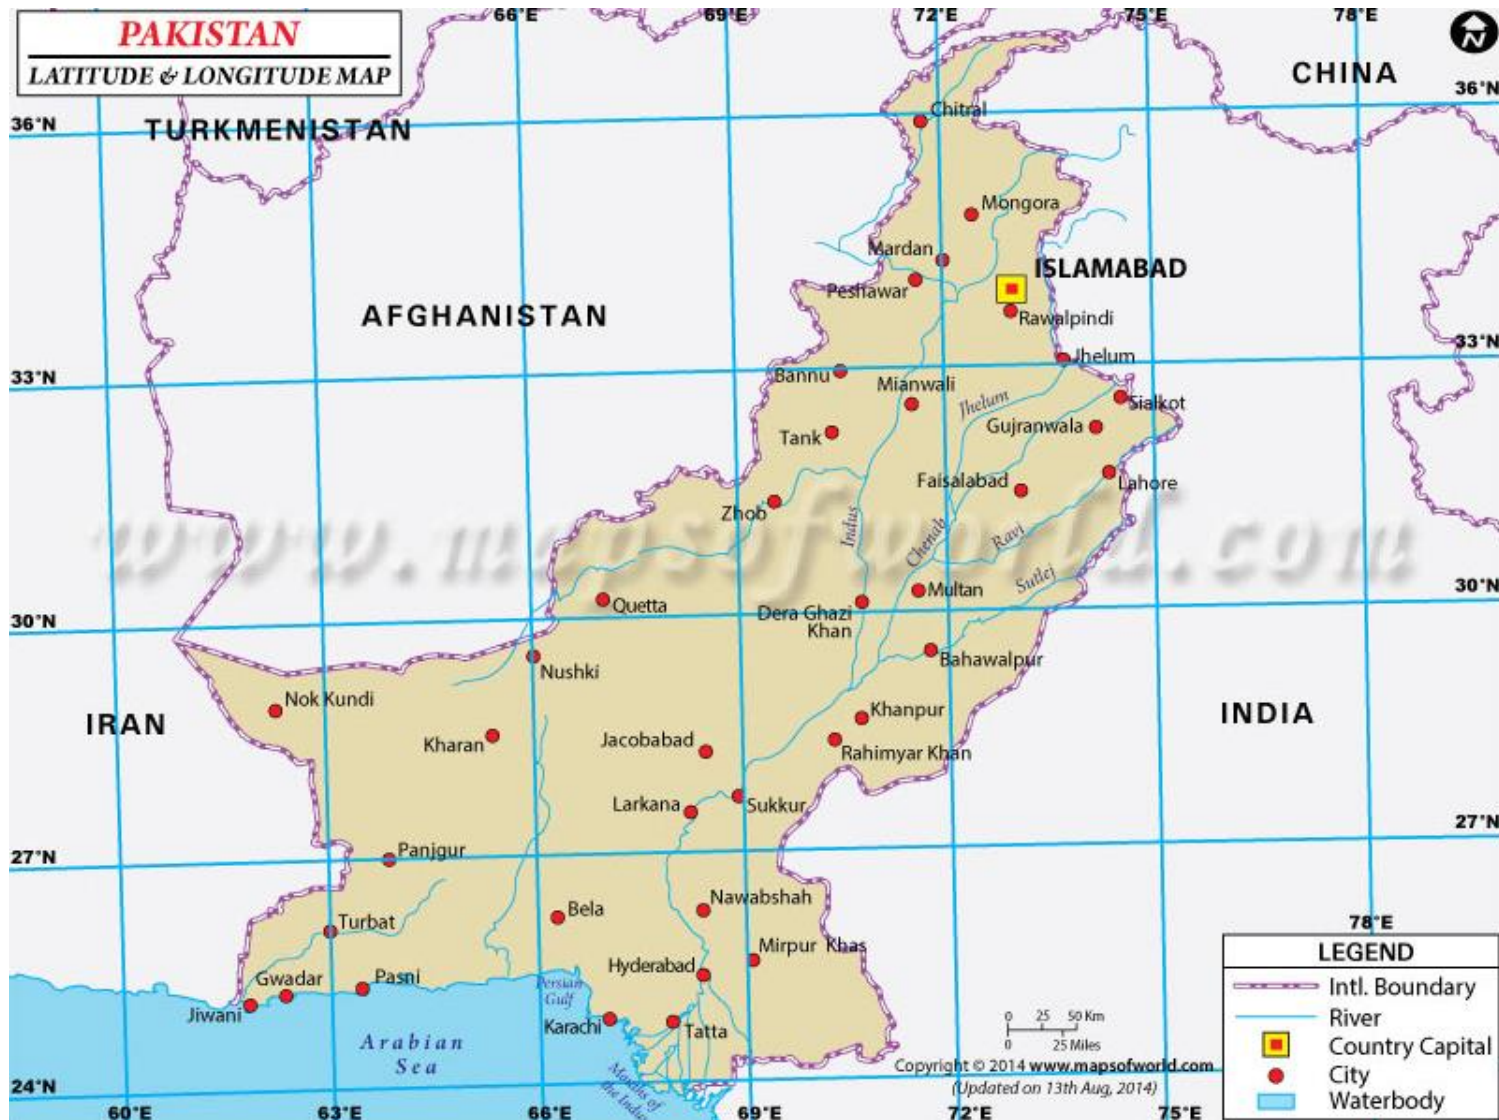 PAKISTAN
LATITUDE & LONGITUDE MAP
66°E
69°E
72°E
75°E
78°E
N
CHINA
36°N
36°N
TURKMENISTAN
Chitral
Mongora
Mardan
ISLAMABAD
Peshawar
AFGHANISTAN
Rawalpindi
33°N
Jhelum
33°N
Bannu
Mianwali
Jhelum
Sialkot
Gujranwala
Tank
Faisalabad
Lahore
Zhob
Indus
Chenab
Ravi
www.mapsofworld.com
Sutlej
30°N
Multan
Quetta
Dera Ghazi
Khan
30°N
Bahawalpur
Nushki
Nok Kundi
Khanpur
IRAN
INDIA
Kharan
Jacobabad
Rahimyar Khan
Larkana
Sukkur
27°N
Panjgur
27°N
Nawabshah
Bela
Turbat
78°E
Mirpur Khas
LEGEND
Hyderabad
Gwadar
Pasni
Persian
Gulf
Intl. Boundary
Jiwani
Karachi
Tatta
0 25 50 Km
0 25 Miles
River
Arabian
Sea
Country Capital
Copyright © 2014 www.mapsofworld.com
(Updated on 13th Aug, 2014)
City
Mouths of
the Indus
24°N
24°N
Waterbody
60°E
63°E
66°E
69°E
72°E
75°E